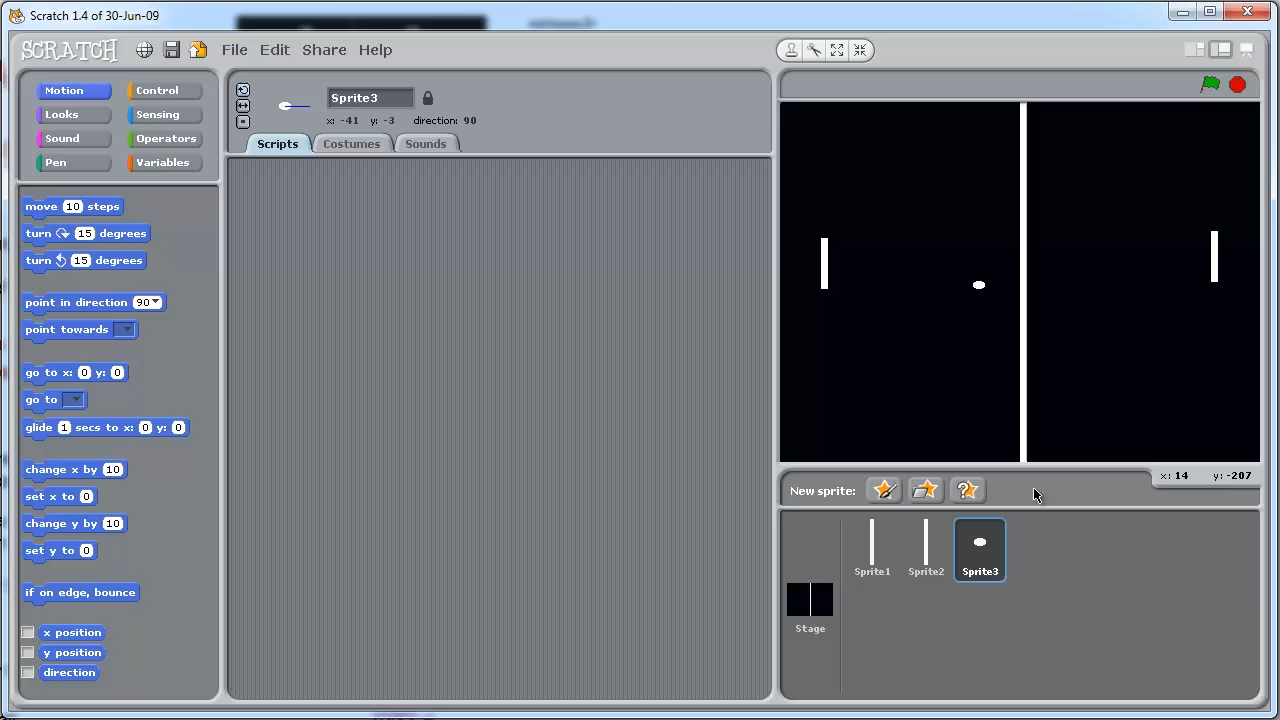 Scratch 1.4 of 30-Jun-09
SCRATCH File Edit Share Help
Motion Control
Looks Sensing
Sound Operators
Pen Variables
move 10 steps
turn 15 degrees
turn 15 degrees
point in direction 90
point towards
go to x: 0 y: 0
go to
glide 1 secs to x: 0 y: 0
change x by 10
set x to 0
change y by 10
set y to 0
if on edge, bounce
x position
y position
direction
Sprite3
x: -41 y: -3 direction: 90
Scripts Costumes Sounds
x: 14 y: -207
New sprite:
Sprite1 Sprite2 Sprite3
Stage